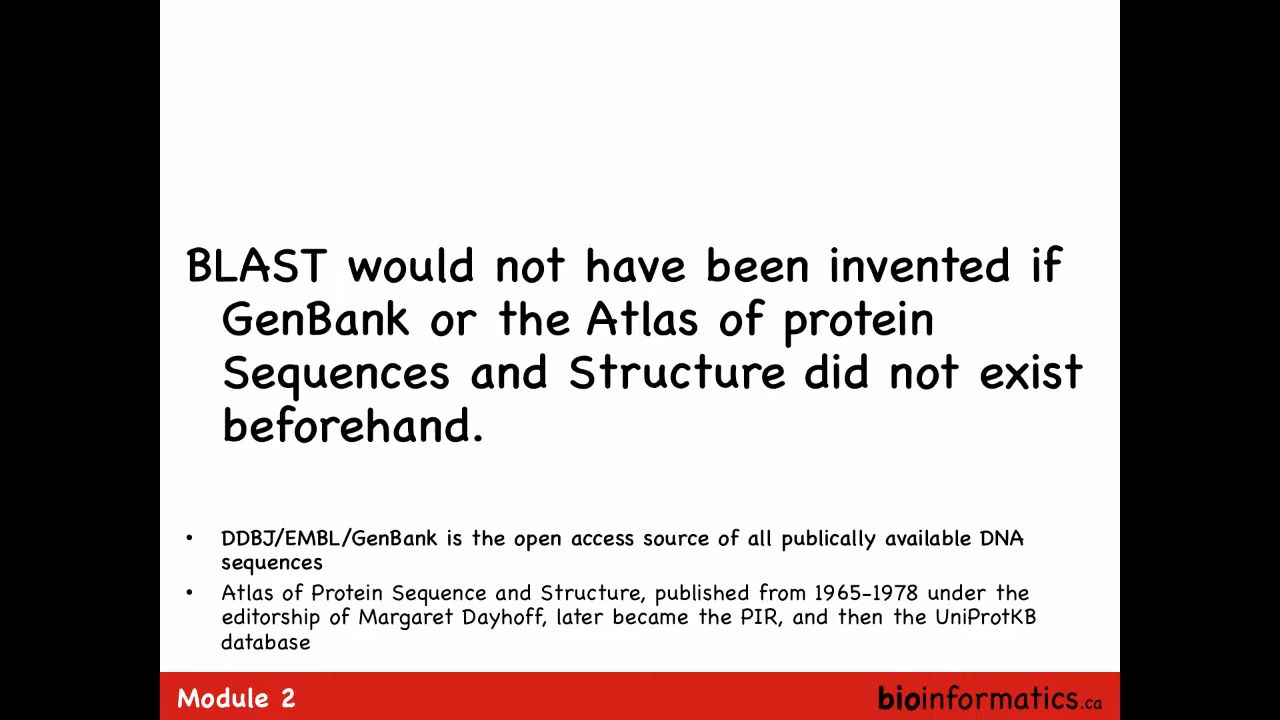 BLAST would not have been invented if
GenBank or the Atlas of protein
Sequences and Structure did not exist
beforehand.
• DDBJ/EMBL/GenBank is the open access source of all publically available DNA
sequences
• Atlas of Protein Sequence and Structure, published from 1965-1978 under the
editorship of Margaret Dayhoff, later became the PIR, and then the UniProtKB
database
Module 2
bioinformatics.ca